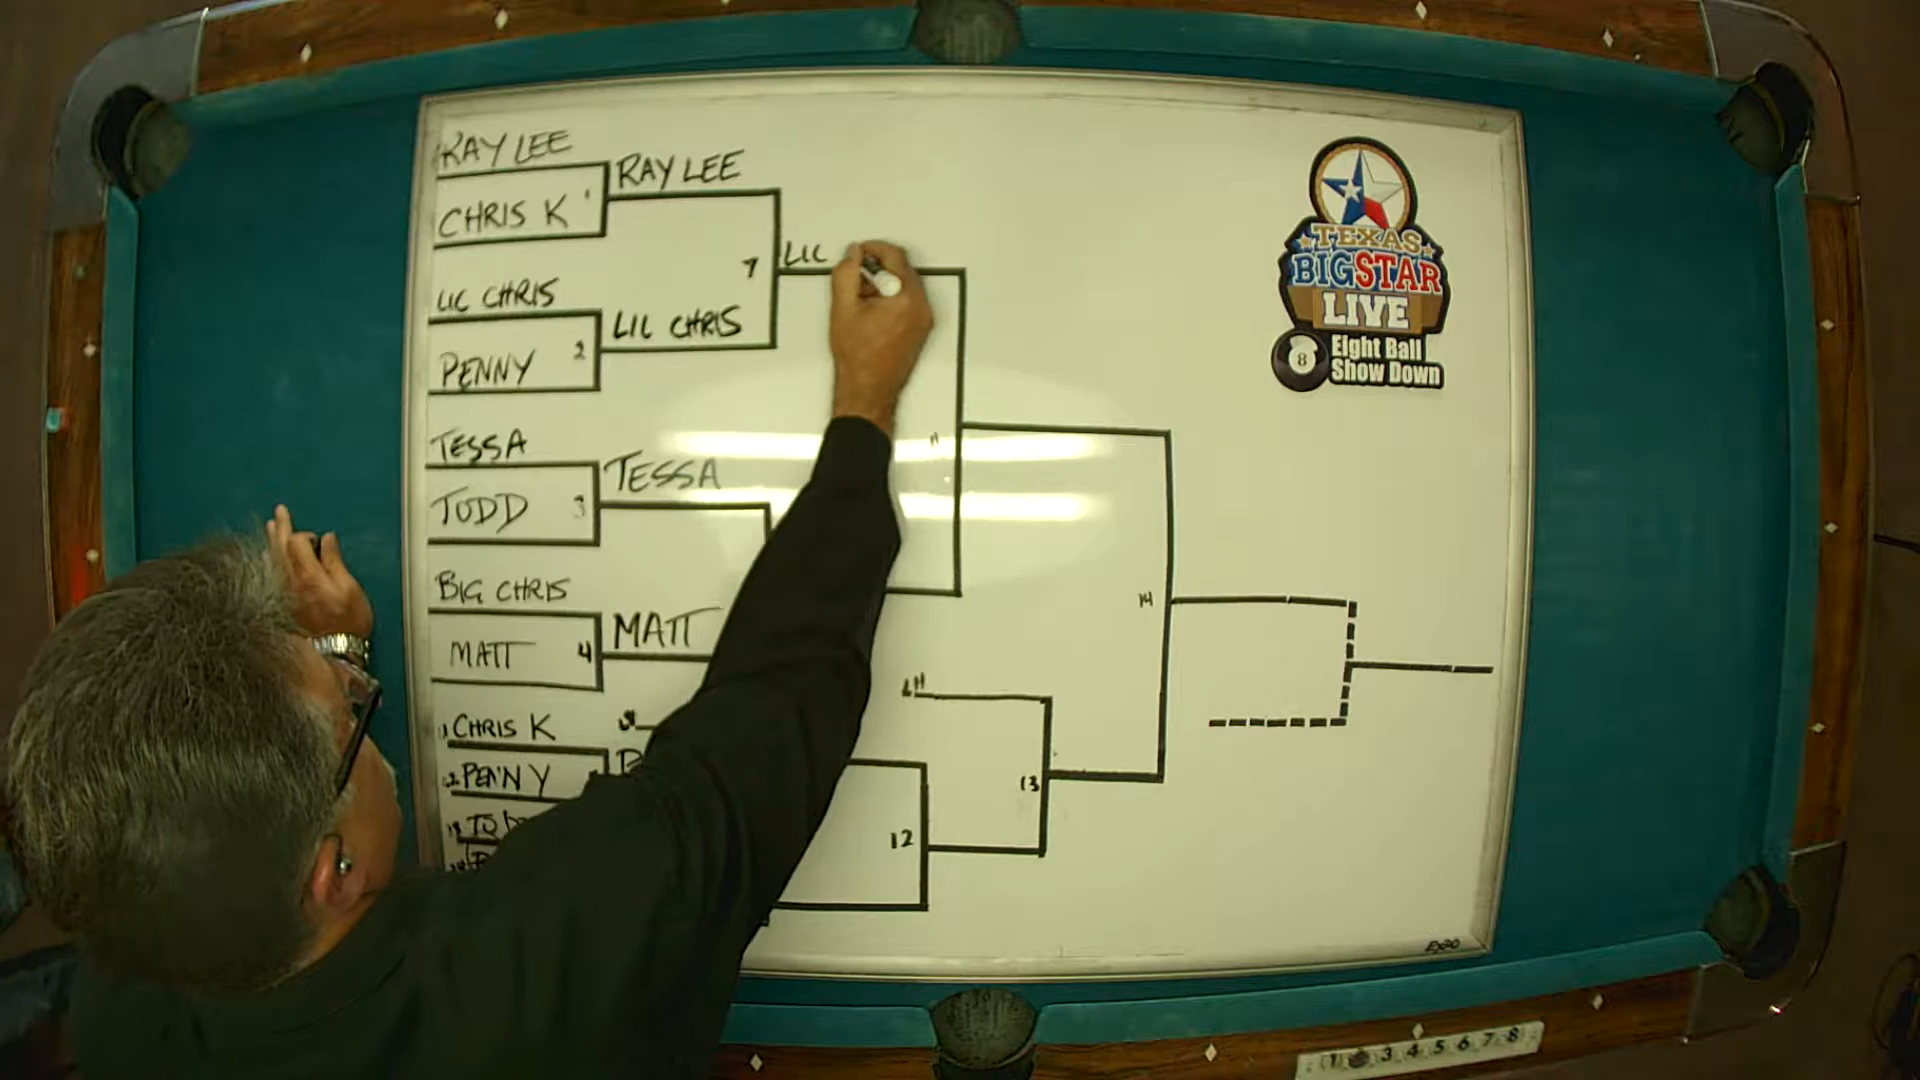 RAY LEE
RAY LEE
CHRIS K 1
7
LIL
LIL CHRIS
LIL CHRIS
PENNY 2
TESSA
TESSA
TODD 3
11
BIG CHRIS
MATT
MATT 4
14
CHRIS K
PENNY
13
12
TEXAS
BIGSTAR
LIVE
8
Eight Ball
Show Down
EXPO
1 3 4 5 6 7 8